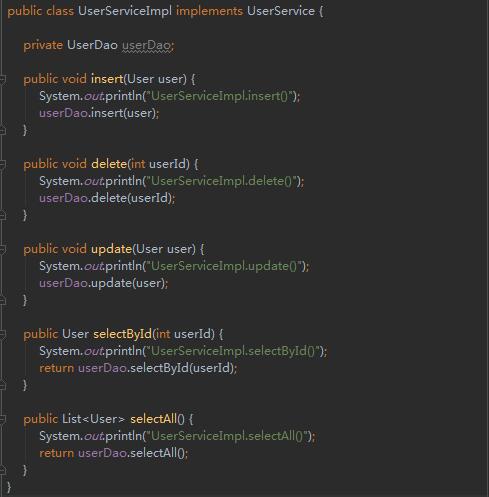 public class UserServiceImpl implements UserService {
private UserDao userDao;
public void insert(User user) {
System.out.println("UserServiceImpl.insert()");
userDao.insert(user);
}
public void delete(int userId) {
System.out.println("UserServiceImpl.delete()");
userDao.delete(userId);
}
public void update(User user) {
System.out.println("UserServiceImpl.update()");
userDao.update(user);
}
public User selectById(int userId) {
System.out.println("UserServiceImpl.selectById()");
return userDao.selectById(userId);
}
public List<User> selectAll() {
System.out.println("UserServiceImpl.selectAll()");
return userDao.selectAll();
}
}